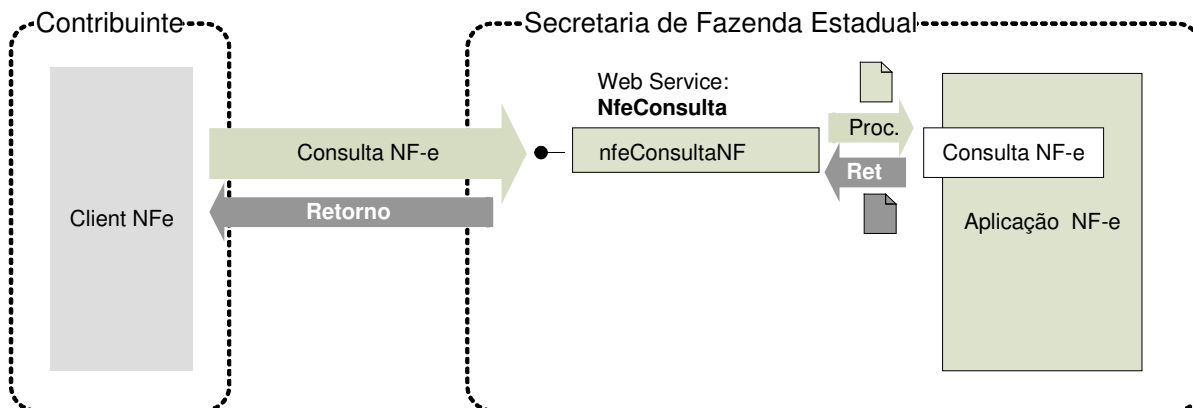 Contribuinte
Secretaria de Fazenda Estadual
Web Service:
NfeConsulta
Consulta NF-e
nfeConsultaNF
Proc.
Ret
Consulta NF-e
Retorno
Client NFe
Aplicação NF-e